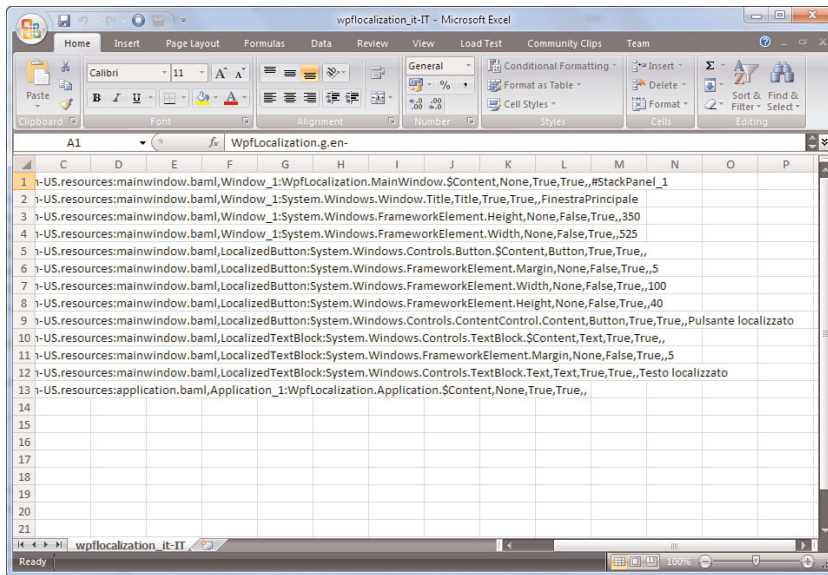 wpflocalization_it-IT - Microsoft Excel
Home Insert Page Layout Formulas Data Review View Load Test Community Clips Team
Paste
Calibri 11 A A
B I U A
General
% ,
Conditional Formatting
Format as Table
Cell Styles
Insert
Delete
Format
Σ
Sort & Filter
Find & Select
Clipboard Font Alignment Number Styles Cells Editing
A1 fx WpfLocalization.g.en-
C D E F G H I J K L M N O P
1 n-US.resources:mainwindow.baml,Window_1:WpfLocalization.MainWindow.$Content,None,True,True,,#StackPanel_1
2 n-US.resources:mainwindow.baml,Window_1:System.Windows.Window.Title,Title,True,True,,FinestraPrincipale
3 n-US.resources:mainwindow.baml,Window_1:System.Windows.FrameworkElement.Height,None,False,True,,350
4 n-US.resources:mainwindow.baml,Window_1:System.Windows.FrameworkElement.Width,None,False,True,,525
5 n-US.resources:mainwindow.baml,LocalizedButton:System.Windows.Controls.Button.$Content,Button,True,True,,
6 n-US.resources:mainwindow.baml,LocalizedButton:System.Windows.FrameworkElement.Margin,None,False,True,,5
7 n-US.resources:mainwindow.baml,LocalizedButton:System.Windows.FrameworkElement.Width,None,False,True,,100
8 n-US.resources:mainwindow.baml,LocalizedButton:System.Windows.FrameworkElement.Height,None,False,True,,40
9 n-US.resources:mainwindow.baml,LocalizedButton:System.Windows.Controls.ContentControl.Content,Button,True,True,,Pulsante localizzato
10 n-US.resources:mainwindow.baml,LocalizedTextBlock:System.Windows.Controls.TextBlock.$Content,Text,True,True,,
11 n-US.resources:mainwindow.baml,LocalizedTextBlock:System.Windows.FrameworkElement.Margin,None,False,True,,5
12 n-US.resources:mainwindow.baml,LocalizedTextBlock:System.Windows.Controls.TextBlock.Text,Text,True,True,,Testo localizzato
13 n-US.resources:application.baml,Application_1:WpfLocalization.Application.$Content,None,True,True,,
14
15
16
17
18
19
20
21
wpflocalization_it-IT
Ready 100%